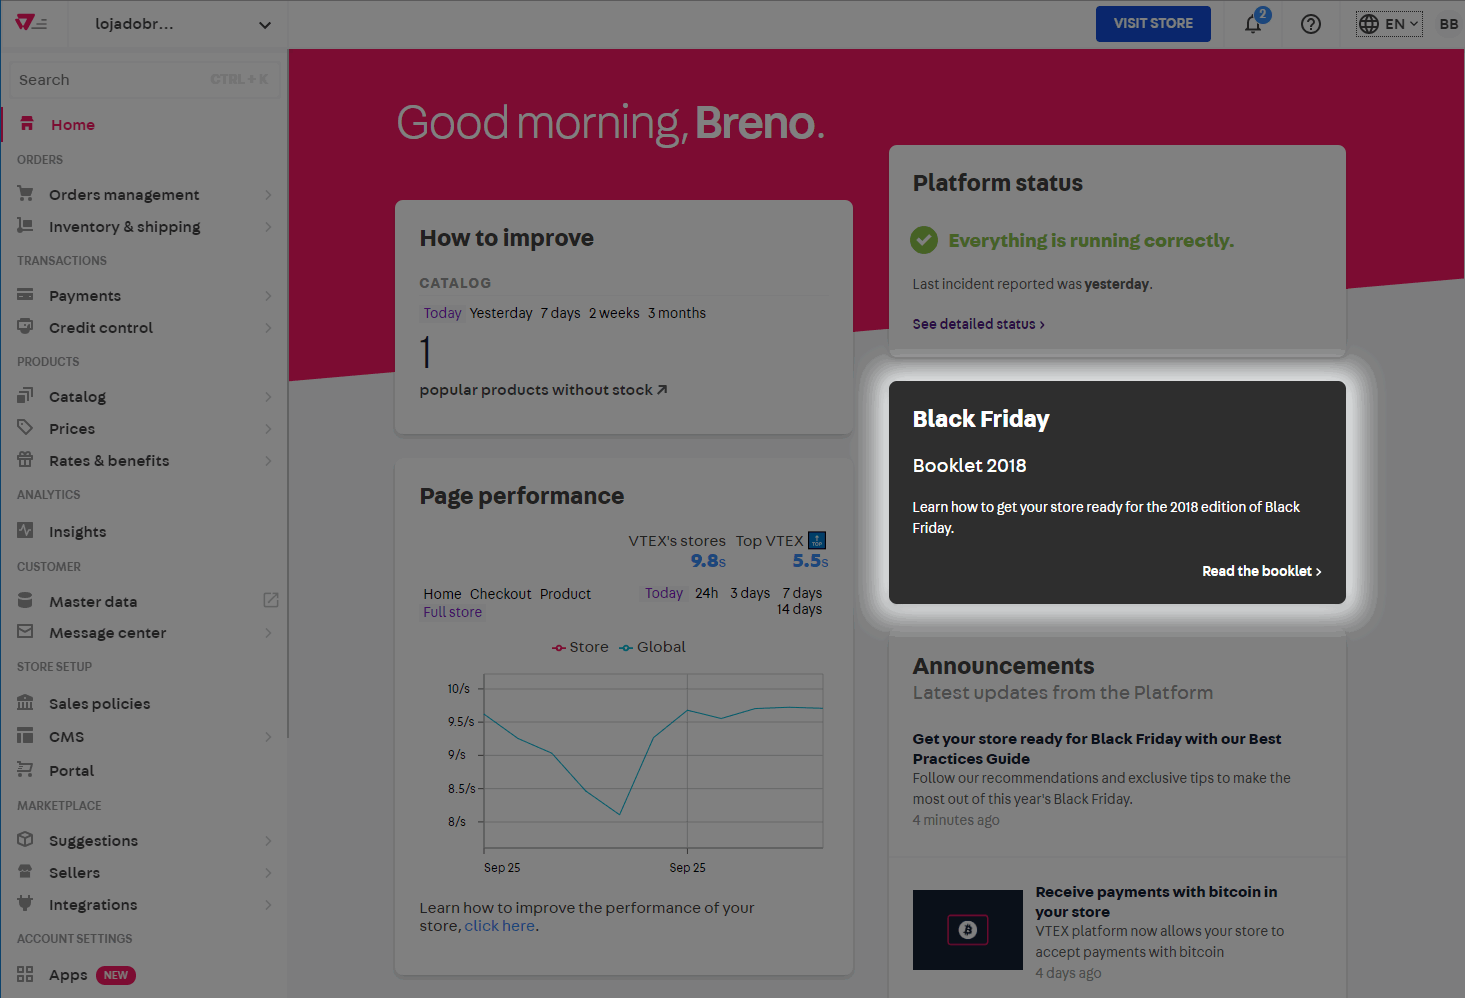 lojadobr...
VISIT STORE
2
EN
BB
Search
CTRL + K
Home
ORDERS
Orders management
Inventory & shipping
TRANSACTIONS
Payments
Credit control
PRODUCTS
Catalog
Prices
Rates & benefits
ANALYTICS
Insights
CUSTOMER
Master data
Message center
STORE SETUP
Sales policies
CMS
Portal
MARKETPLACE
Suggestions
Sellers
Integrations
ACCOUNT SETTINGS
Apps NEW
Good morning, Breno.
How to improve
CATALOG
Today Yesterday 7 days 2 weeks 3 months
1
popular products without stock
Page performance
VTEX's stores Top VTEX TOP
9.8s 5.5s
Home Checkout Product
Full store
Today 24h 3 days 7 days
14 days
Store Global
10/s
9.5/s
9/s
8.5/s
8/s
Sep 25 Sep 25
Learn how to improve the performance of your
store, click here.
Platform status
Everything is running correctly.
Last incident reported was yesterday.
See detailed status ›
Black Friday
Booklet 2018
Learn how to get your store ready for the 2018 edition of Black
Friday.
Read the booklet ›
Announcements
Latest updates from the Platform
Get your store ready for Black Friday with our Best
Practices Guide
Follow our recommendations and exclusive tips to make the
most out of this year's Black Friday.
4 minutes ago
Receive payments with bitcoin in
your store
VTEX platform now allows your store to
accept payments with bitcoin
4 days ago